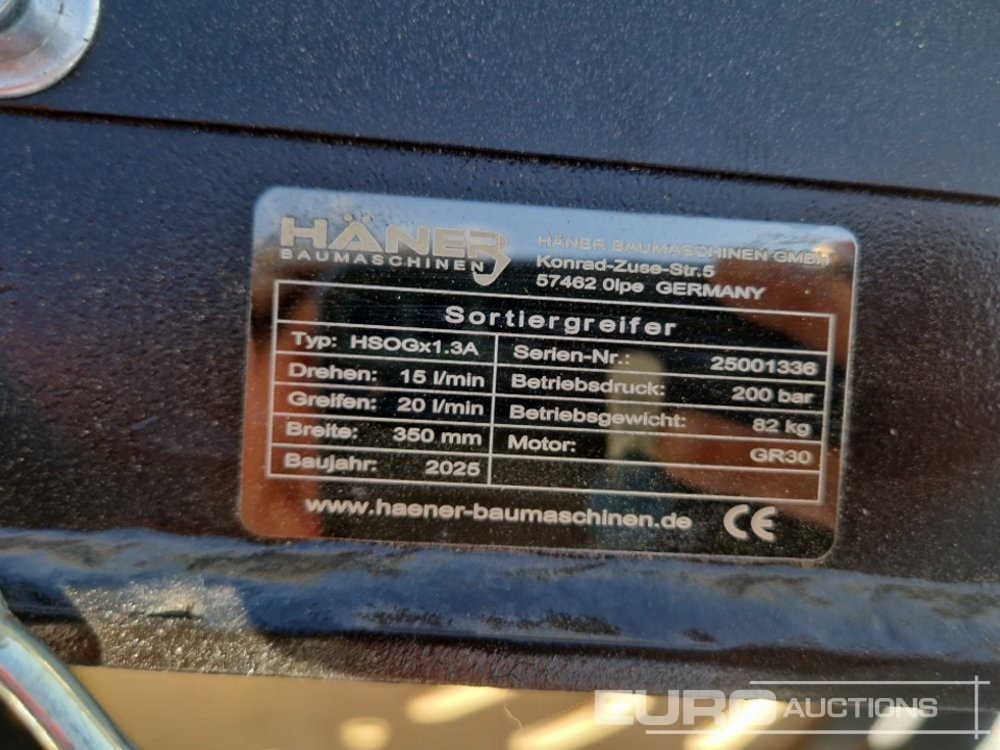 HÄNER
BAUMASCHINEN
HÄNER BAUMASCHINEN GMBH
Konrad-Zuse-Str.5
57462 Olpe GERMANY
Sortiergreifer
Typ: HSOGx1.3A
Serien-Nr.: 25001336
Drehen: 15 l/min
Betriebsdruck: 200 bar
Greifen: 20 l/min
Betriebsgewicht: 82 kg
Breite: 350 mm
Motor: GR30
Baujahr: 2025
www.haener-baumaschinen.de CE
EURO AUCTIONS